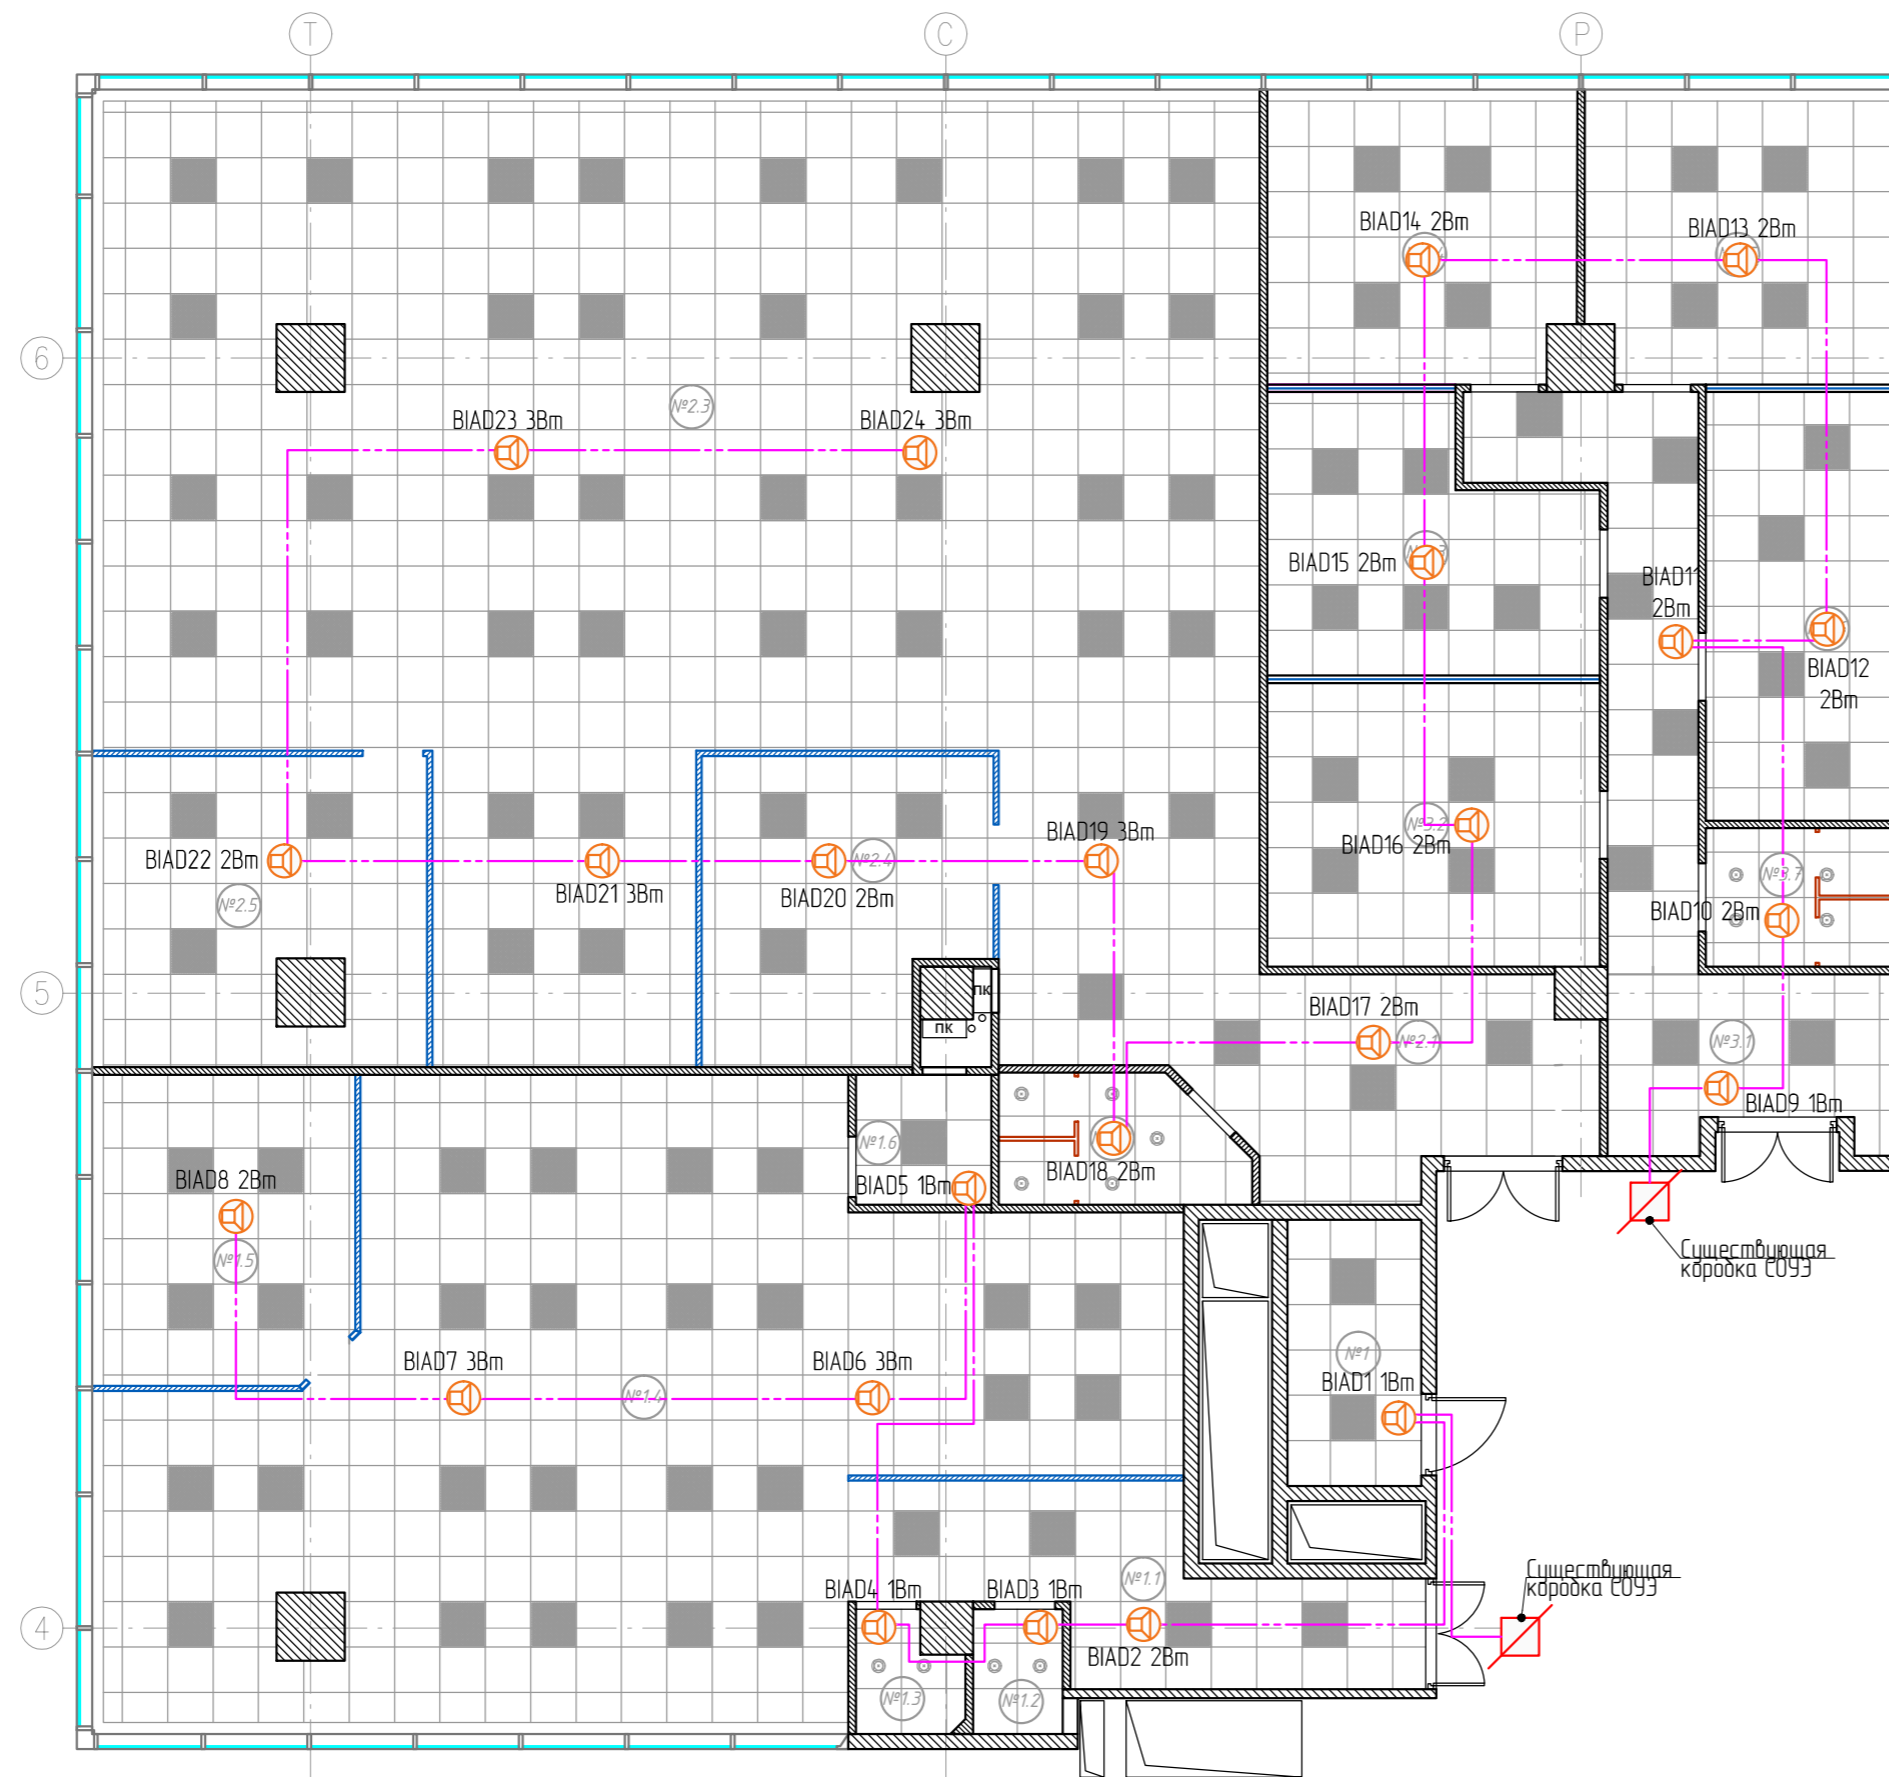 Т
С
Р
BIAD14 2Вт
BIAD13 2Вт
6
№2.3
BIAD23 3Вт
BIAD24 3Вт
BIAD15 2Вт
BIAD11
2Вт
BIAD12
2Вт
№3.2
BIAD16 2Вт
BIAD19 3Вт
BIAD22 2Вт
№2.4
BIAD21 3Вт
BIAD20 2Вт
№3.7
BIAD10 2Вт
№2.5
5
ПК
ПК
BIAD17 2Вт
№2.1
№3.1
BIAD9 1Вт
№1.6
BIAD18 2Вт
BIAD8 2Вт
BIAD5 1Вт
№1.5
Существующая
коробка СОУЭ
BIAD7 3Вт
BIAD6 3Вт
№1
№1.4
BIAD1 1Вт
Существующая
коробка СОУЭ
№1.1
BIAD4 1Вт
BIAD3 1Вт
4
BIAD2 2Вт
№1.3
№1.2